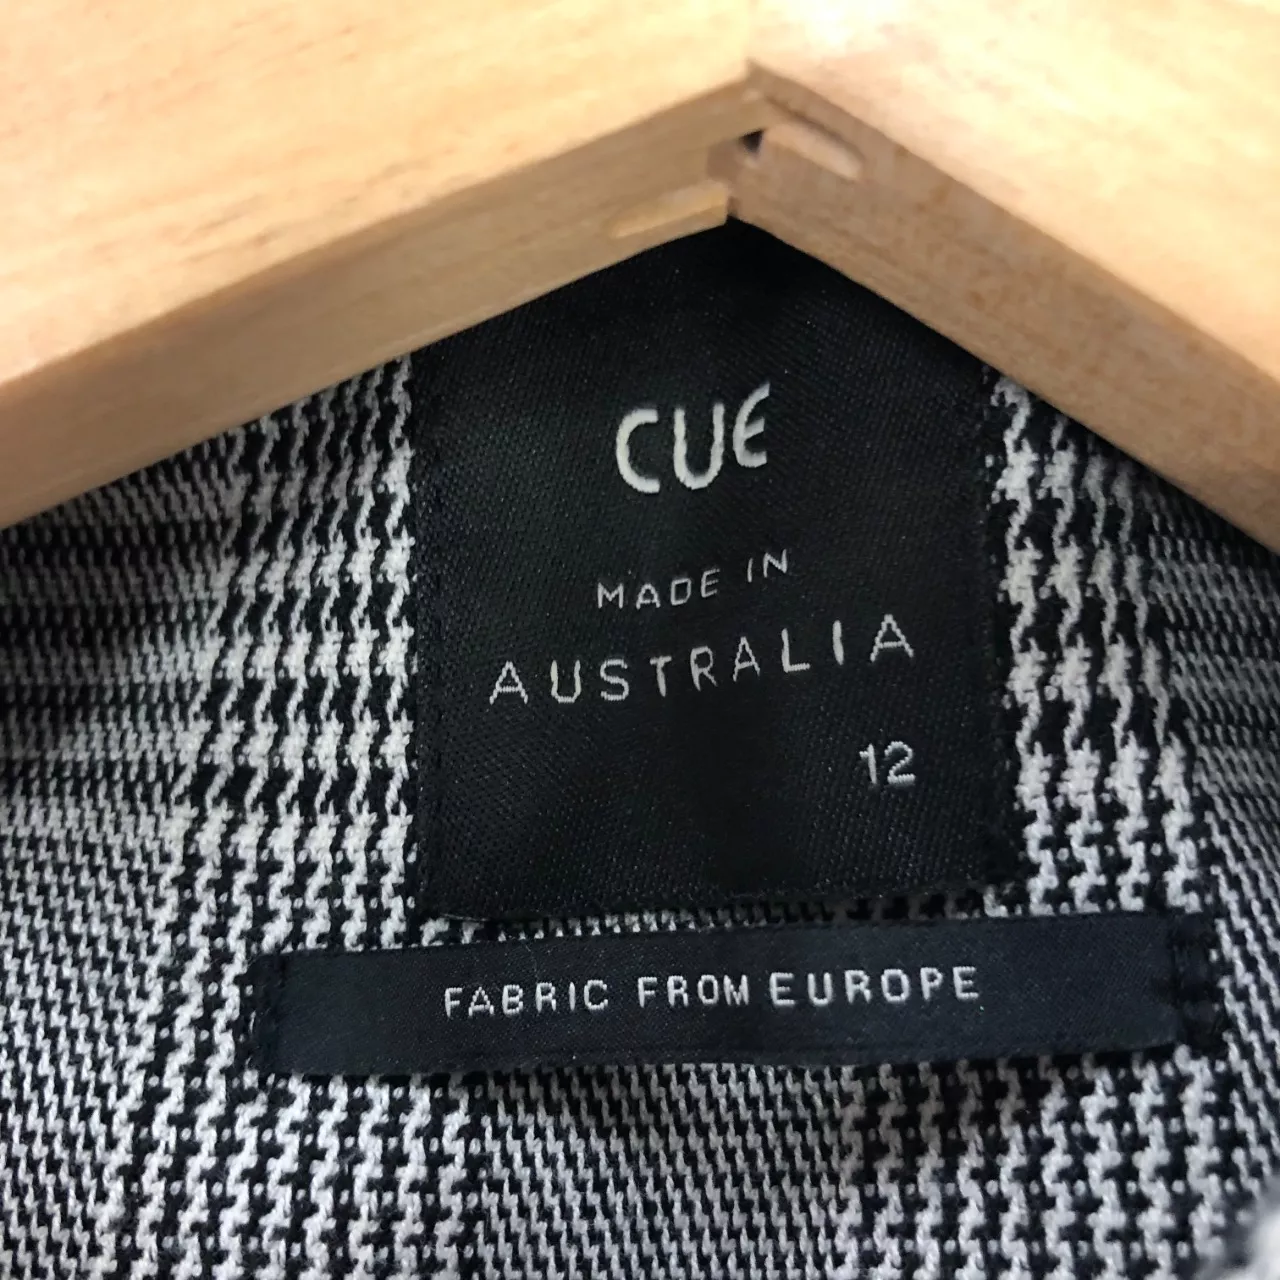 CUE
MADE IN
AUSTRALIA
12
FABRIC FROM EUROPE